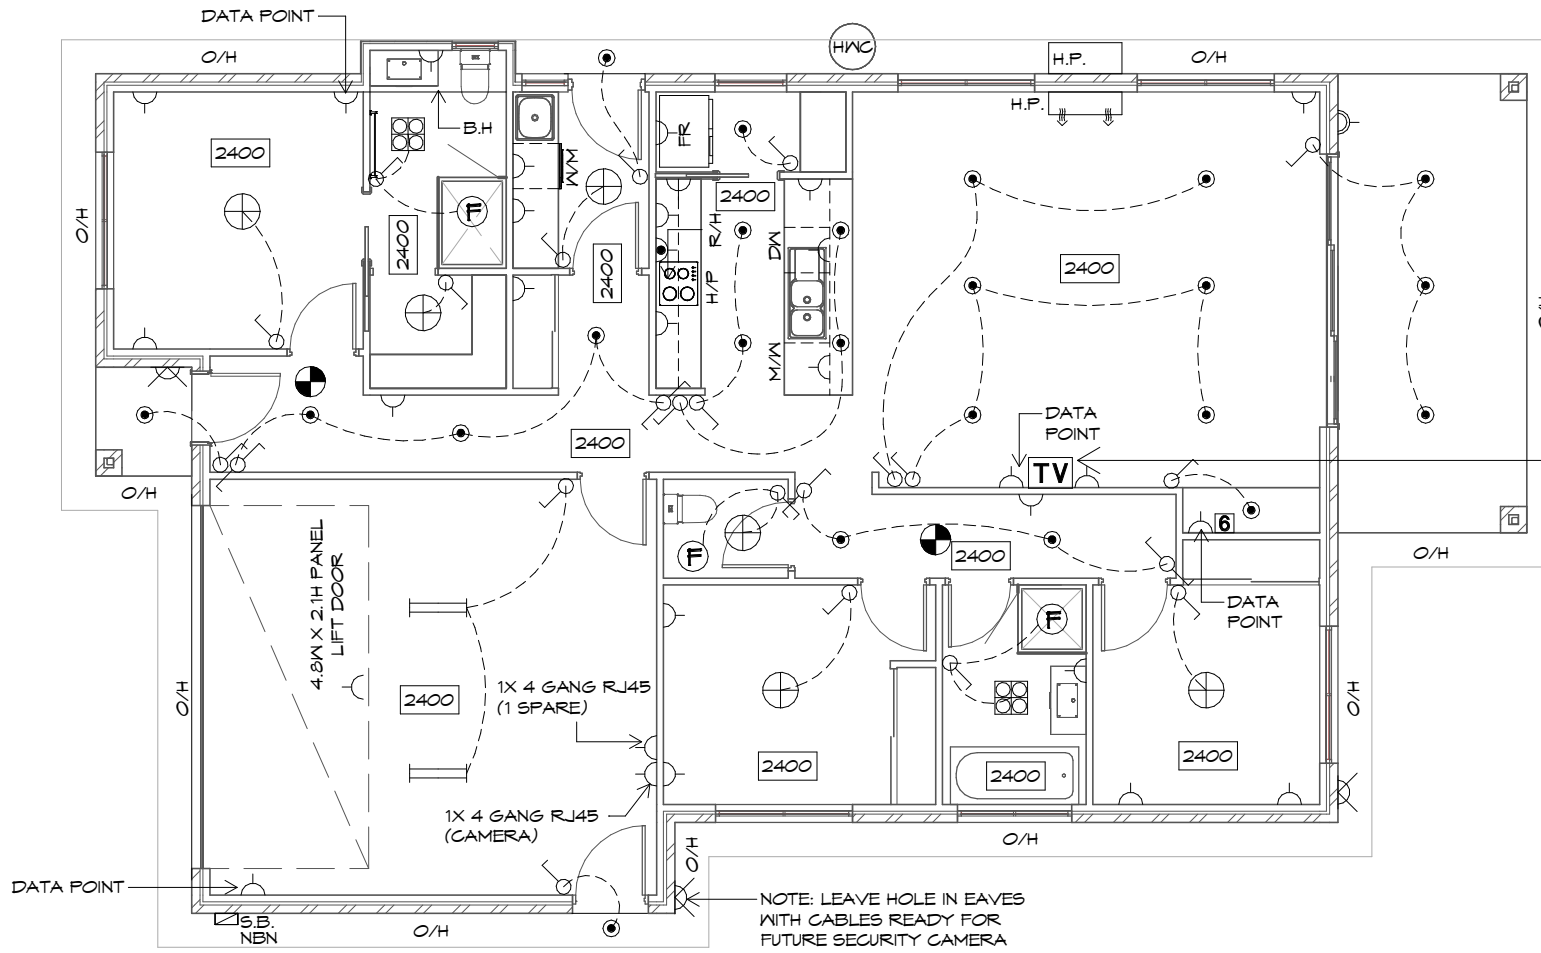 DATA POINT
O/H
HWC
H.P.
O/H
H.P.
B.H
FR
W/M
2400
2400
O/H
2400
2400
R/H
H/P
DW
M/W
2400
O/H
2400
DATA
POINT
TV
O/H
4.8W X 2.1H PANEL
LIFT DOOR
6
2400
O/H
DATA
POINT
O/H
2400
1X 4 GANG RJ45
(1 SPARE)
O/H
2400
2400
2400
1X 4 GANG RJ45
(CAMERA)
O/H
O/H
DATA POINT
NOTE: LEAVE HOLE IN EAVES
WITH CABLES READY FOR
FUTURE SECURITY CAMERA
S.B.
NBN
O/H
F
F
F